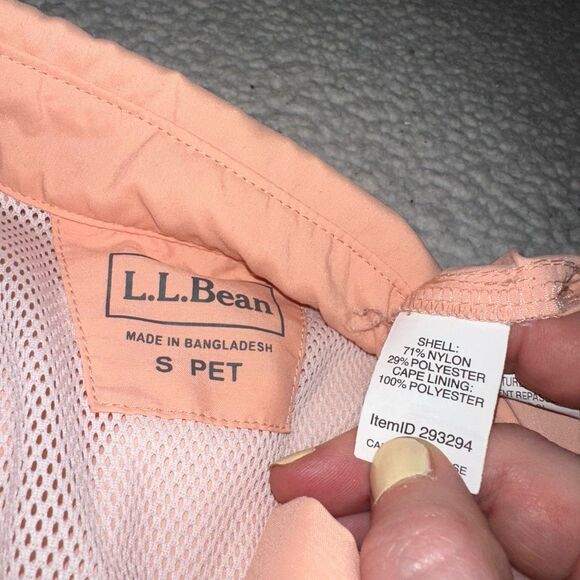 L.L.Bean
MADE IN BANGLADESH
S PET
SHELL:
71% NYLON
29% POLYESTER
CAPE LINING:
100% POLYESTER
ItemID 293294